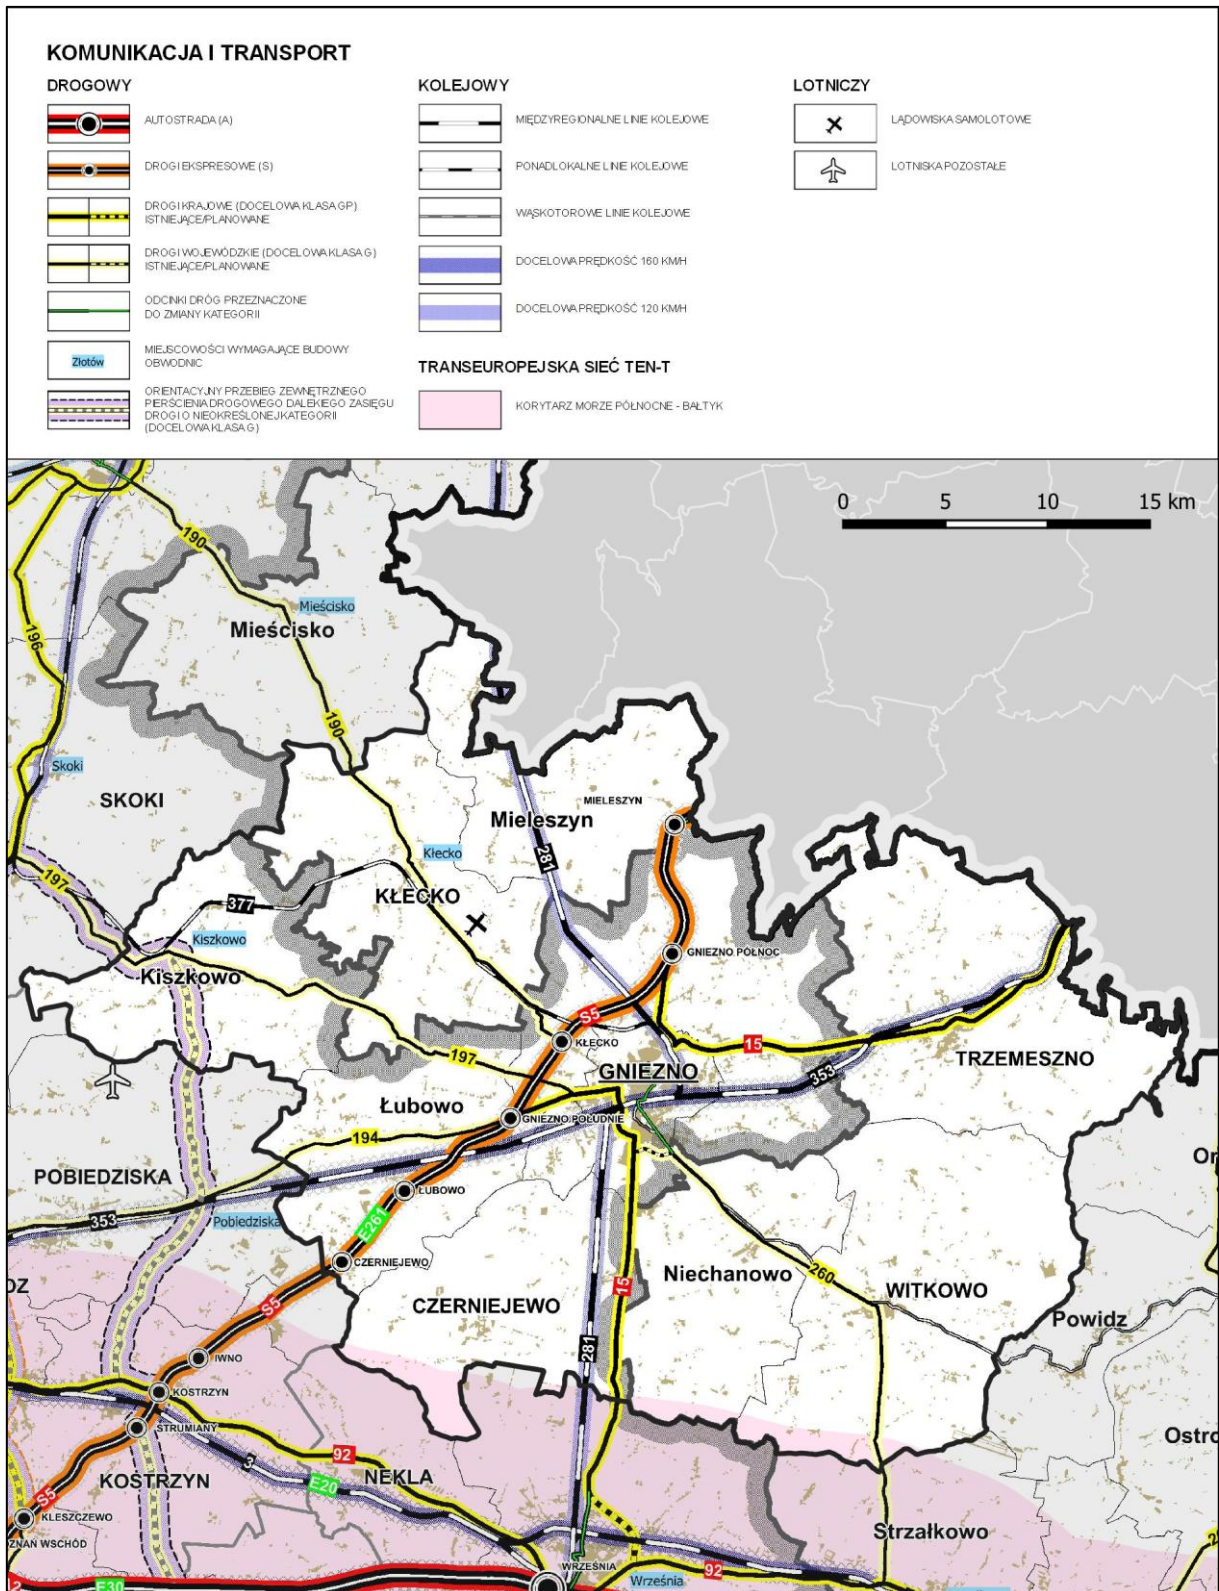 KOMUNIKACJA I TRANSPORT
DROGOWY
AUTOSTRADA (A)
DROGI EKSPRESOWE (S)
DROGI KRAJOWE (DOCELOWA KLASA GP)
ISTNIEJĄCE/PLANOWANE
DROGI WOJEWÓDZKIE (DOCELOWA KLASA G)
ISTNIEJĄCE/PLANOWANE
ODCINKI DRÓG PRZEZNACZONE
DO ZMIANY KATEGORII
Złotów
MIEJSCOWOŚCI WYMAGAJĄCE BUDOWY
OBWODNIC
ORIENTACYJNY PRZEBIEG ZEWNĘTRZNEGO
PIERŚCIENIA DROGOWEGO DALEKIEGO ZASIĘGU
DROGI O NIEOKREŚLONEJ KATEGORII
(DOCELOWA KLASA G)
KOLEJOWY
MIĘDZYREGIONALNE LINIE KOLEJOWE
PONADLOKALNE LINIE KOLEJOWE
WĄSKOTOROWE LINIE KOLEJOWE
DOCELOWA PRĘDKOŚĆ 160 KM/H
DOCELOWA PRĘDKOŚĆ 120 KM/H
TRANSEUROPEJSKA SIEĆ TEN-T
KORYTARZ MORZE PÓŁNOCNE - BAŁTYK
LOTNICZY
LĄDOWISKA SAMOLOTOWE
LOTNISKA POZOSTAŁE
0 5 10 15 km
190
Mieścisko
Mieścisko
196
190
Skoki
SKOKI
MIELESZYN
Mieleszyn
281
Kłecko
KŁECKO
197
377
Kiszkowo
Kiszkowo
GNIEZNO PÓŁNOC
S5
KŁECKO
15
197
GNIEZNO
TRZEMESZNO
353
Łubowo
GNIEZNO POŁUDNIE
194
POBIEDZISKA
ŁUBOWO
353
Pobiedziska
E261
CZERNIEJEWO
Niechanowo
260
WITKOWO
15
CZERNIEJEWO
S5
Powidz
281
IWNO
KOSTRZYN
STRUMIANY
92
3
NEKLA
E20
KOSTRZYN
S5
KLESZCZEWO
Strzałkowo
WRZEŚNIA
92
Września
E30